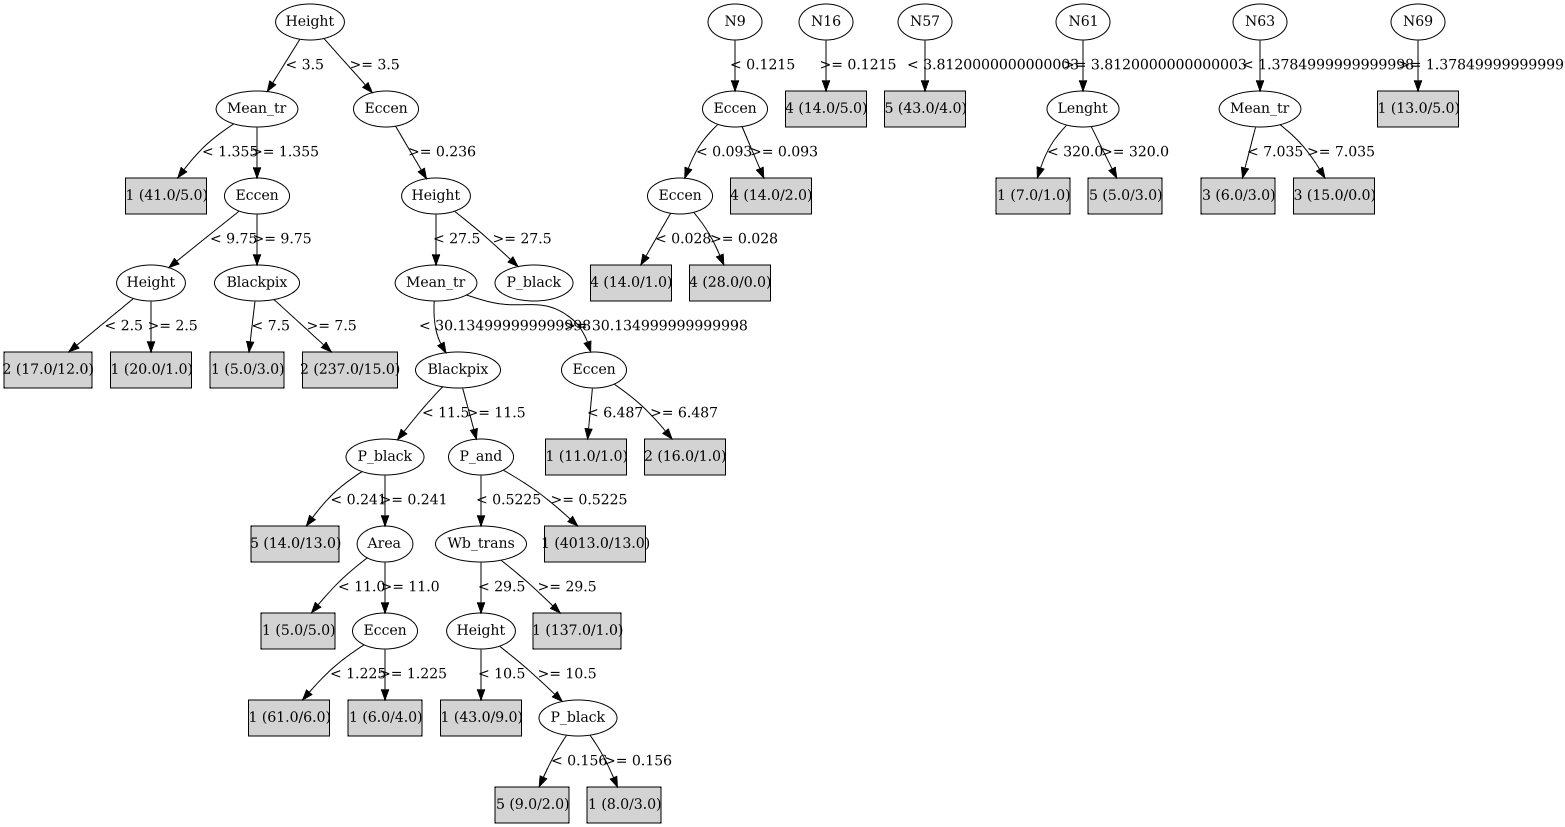 Height N9 N16 N57 N61 N63 N69
< 3.5 >= 3.5 < 0.1215 >= 0.1215 < 3.8120000000000003 >= 3.8120000000000003 < 1.3784999999999998 >= 1.37849999999999
Mean_tr Eccen Eccen 4 (14.0/5.0) 5 (43.0/4.0) Lenght Mean_tr 1 (13.0/5.0)
< 1.355 >= 1.355 >= 0.236 < 0.093 >= 0.093 < 320.0 >= 320.0 < 7.035 >= 7.035
1 (41.0/5.0) Eccen Height Eccen 4 (14.0/2.0) 1 (7.0/1.0) 5 (5.0/3.0) 3 (6.0/3.0) 3 (15.0/0.0)
< 9.75 >= 9.75 < 27.5 >= 27.5 < 0.028 >= 0.028
Height Blackpix Mean_tr P_black 4 (14.0/1.0) 4 (28.0/0.0)
< 2.5 >= 2.5 < 7.5 >= 7.5 < 30.134999999999998 >= 30.134999999999998
2 (17.0/12.0) 1 (20.0/1.0) 1 (5.0/3.0) 2 (237.0/15.0) Blackpix Eccen
< 11.5 >= 11.5 < 6.487 >= 6.487
P_black P_and 1 (11.0/1.0) 2 (16.0/1.0)
< 0.241 >= 0.241 < 0.5225 >= 0.5225
5 (14.0/13.0) Area Wb_trans 1 (4013.0/13.0)
< 11.0 >= 11.0 < 29.5 >= 29.5
1 (5.0/5.0) Eccen Height 1 (137.0/1.0)
< 1.225 >= 1.225 < 10.5 >= 10.5
1 (61.0/6.0) 1 (6.0/4.0) 1 (43.0/9.0) P_black
< 0.156 >= 0.156
5 (9.0/2.0) 1 (8.0/3.0)